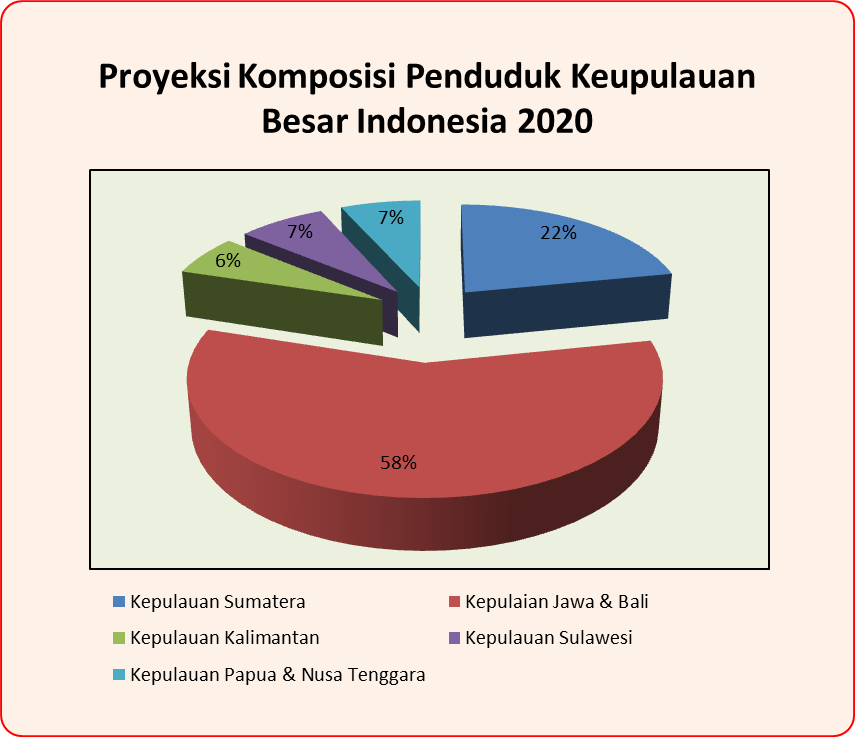 Proyeksi Komposisi Penduduk Keupulauan
Besar Indonesia 2020
7%
22%
7%
6%
58%
Kepulauan Sumatera
Kepulaian Jawa & Bali
Kepulauan Kalimantan
Kepulauan Sulawesi
Kepulauan Papua & Nusa Tenggara